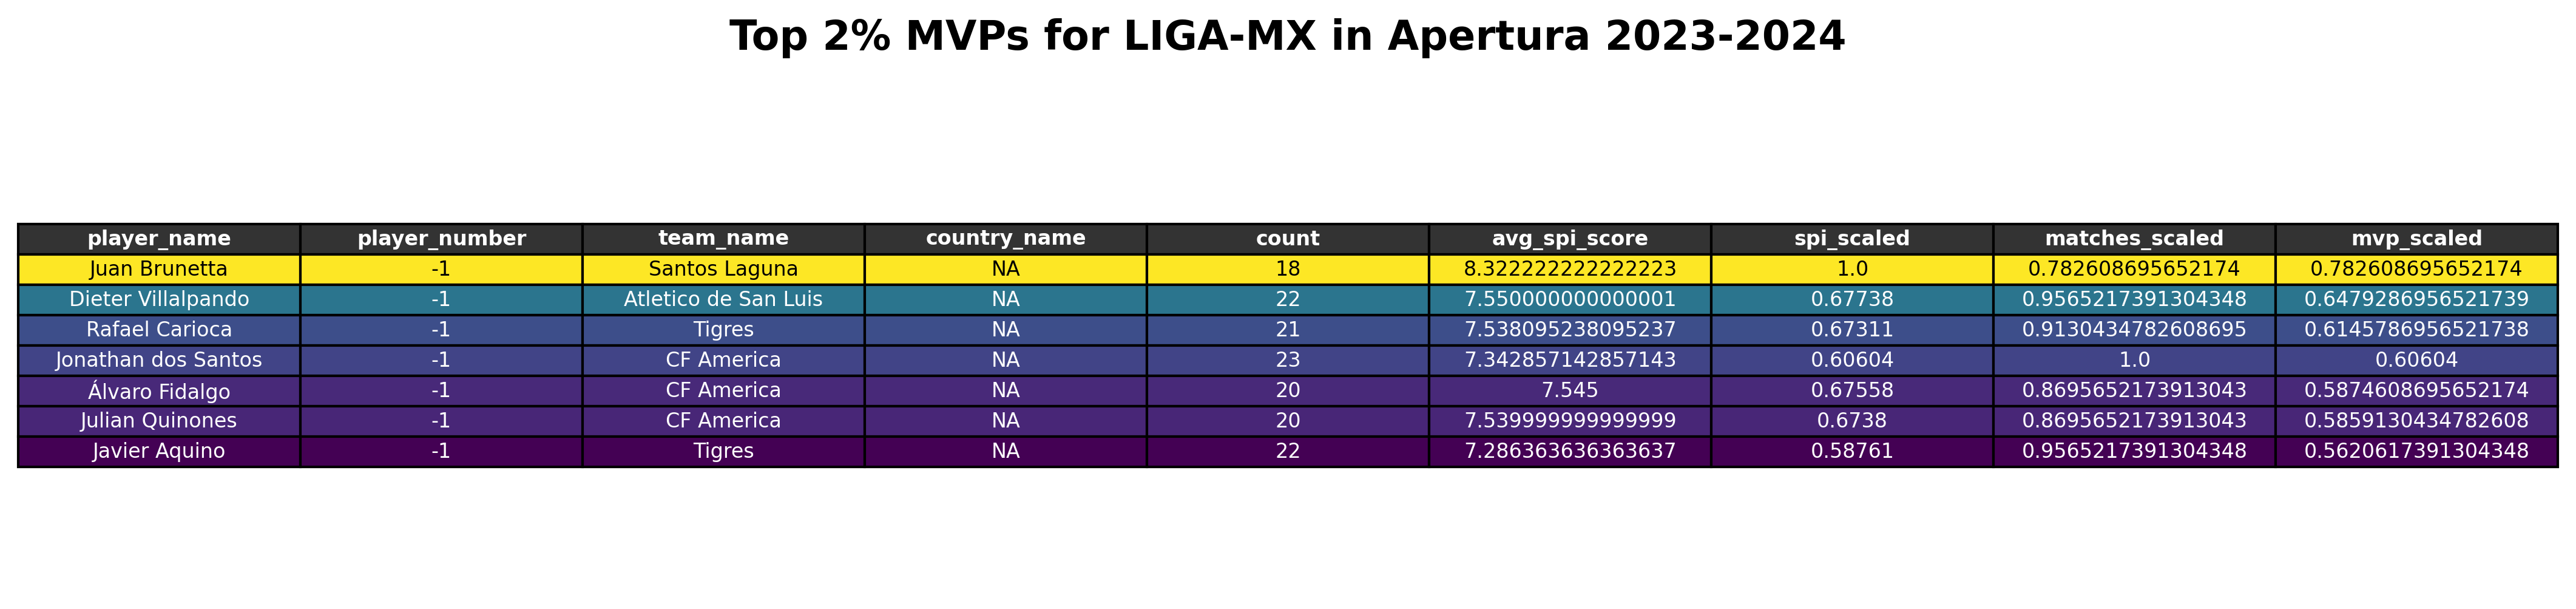 Top 2% MVPs for LIGA-MX in Apertura 2023-2024
player_name player_number team_name country_name count avg_spi_score spi_scaled matches_scaled mvp_scaled
Juan Brunetta -1 Santos Laguna NA 18 8.322222222222223 1.0 0.782608695652174 0.782608695652174
Dieter Villalpando -1 Atletico de San Luis NA 22 7.550000000000001 0.67738 0.9565217391304348 0.6479286956521739
Rafael Carioca -1 Tigres NA 21 7.538095238095237 0.67311 0.9130434782608695 0.6145786956521738
Jonathan dos Santos -1 CF America NA 23 7.342857142857143 0.60604 1.0 0.60604
Álvaro Fidalgo -1 CF America NA 20 7.545 0.67558 0.8695652173913043 0.5874608695652174
Julian Quinones -1 CF America NA 20 7.539999999999999 0.6738 0.8695652173913043 0.5859130434782608
Javier Aquino -1 Tigres NA 22 7.286363636363637 0.58761 0.9565217391304348 0.5620617391304348